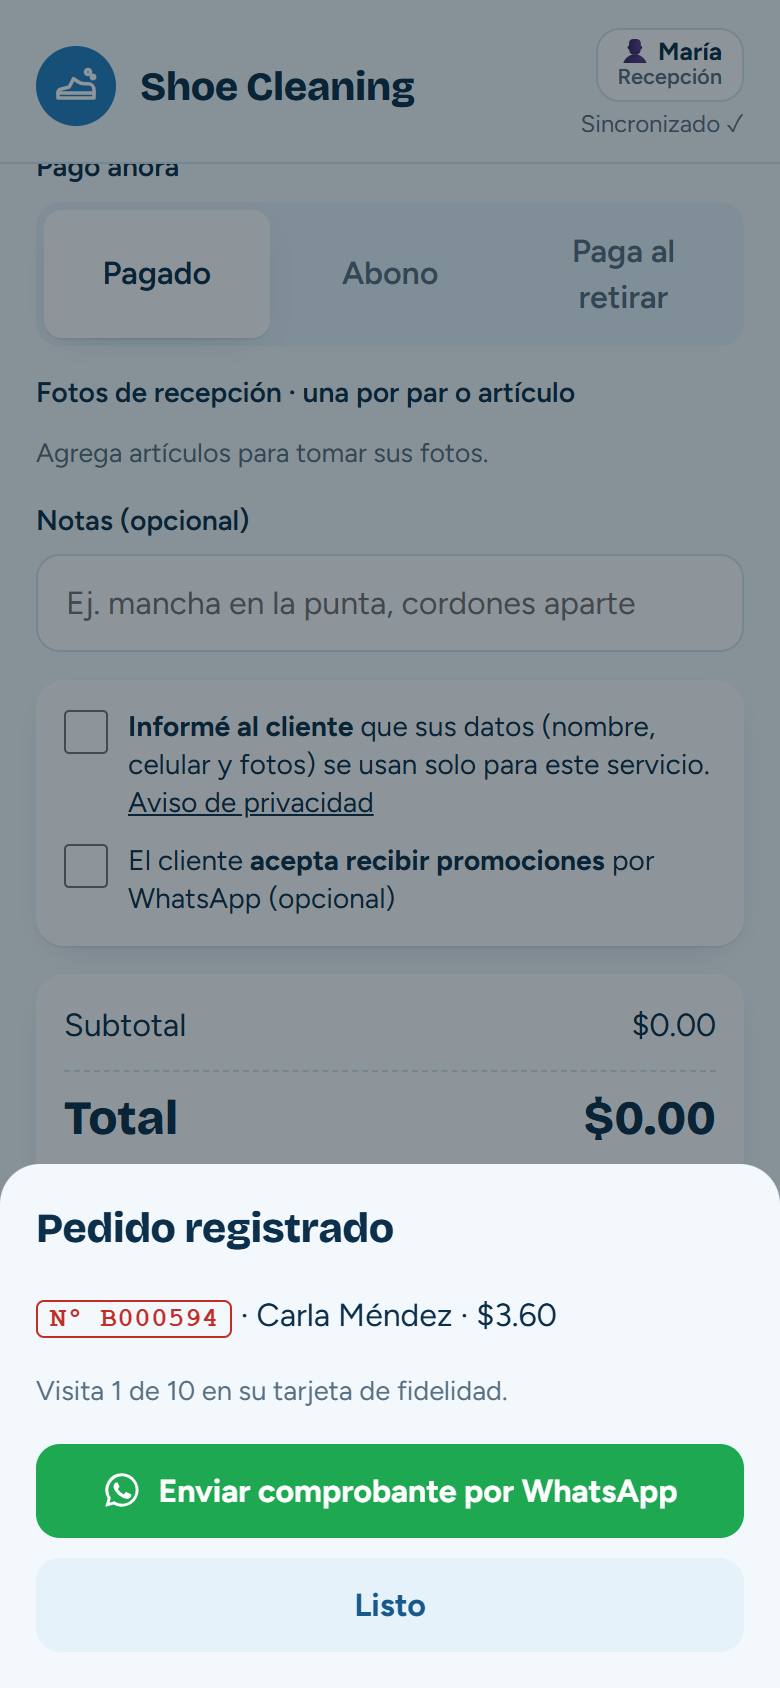 Shoe Cleaning
María
Recepción
Sincronizado ✓
Pago ahora
Pagado
Abono
Paga al
retirar
Fotos de recepción · una por par o artículo
Agrega artículos para tomar sus fotos.
Notas (opcional)
Ej. mancha en la punta, cordones aparte
Informé al cliente que sus datos (nombre,
celular y fotos) se usan solo para este servicio.
Aviso de privacidad
El cliente acepta recibir promociones por
WhatsApp (opcional)
Subtotal $0.00
Total $0.00
Pedido registrado
N° B000594 · Carla Méndez · $3.60
Visita 1 de 10 en su tarjeta de fidelidad.
Enviar comprobante por WhatsApp
Listo